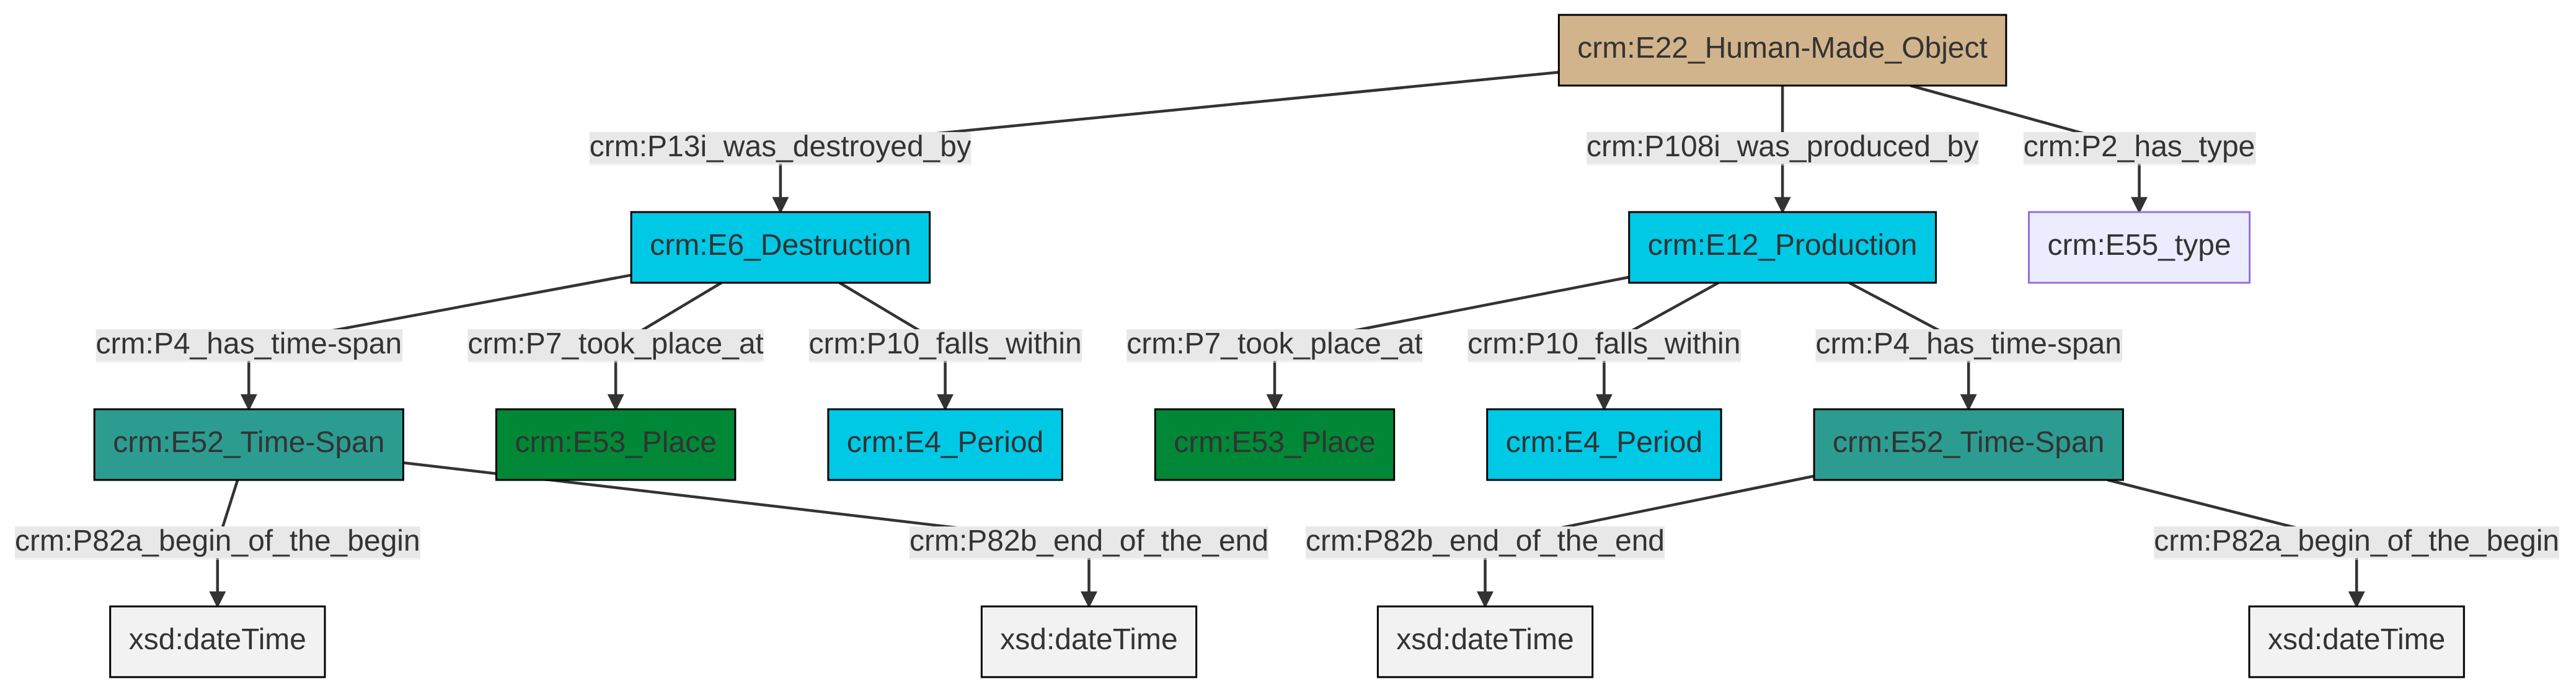 crm:E22_Human-Made_Object
crm:P13i_was_destroyed_by
crm:P108i_was_produced_by
crm:P2_has_type
crm:E6_Destruction
crm:E12_Production
crm:E55_type
crm:P4_has_time-span
crm:P7_took_place_at
crm:P10_falls_within
crm:P7_took_place_at
crm:P10_falls_within
crm:P4_has_time-span
crm:E52_Time-Span
crm:E53_Place
crm:E4_Period
crm:E53_Place
crm:E4_Period
crm:E52_Time-Span
crm:P82a_begin_of_the_begin
crm:P82b_end_of_the_end
crm:P82b_end_of_the_end
crm:P82a_begin_of_the_begin
xsd:dateTime
xsd:dateTime
xsd:dateTime
xsd:dateTime